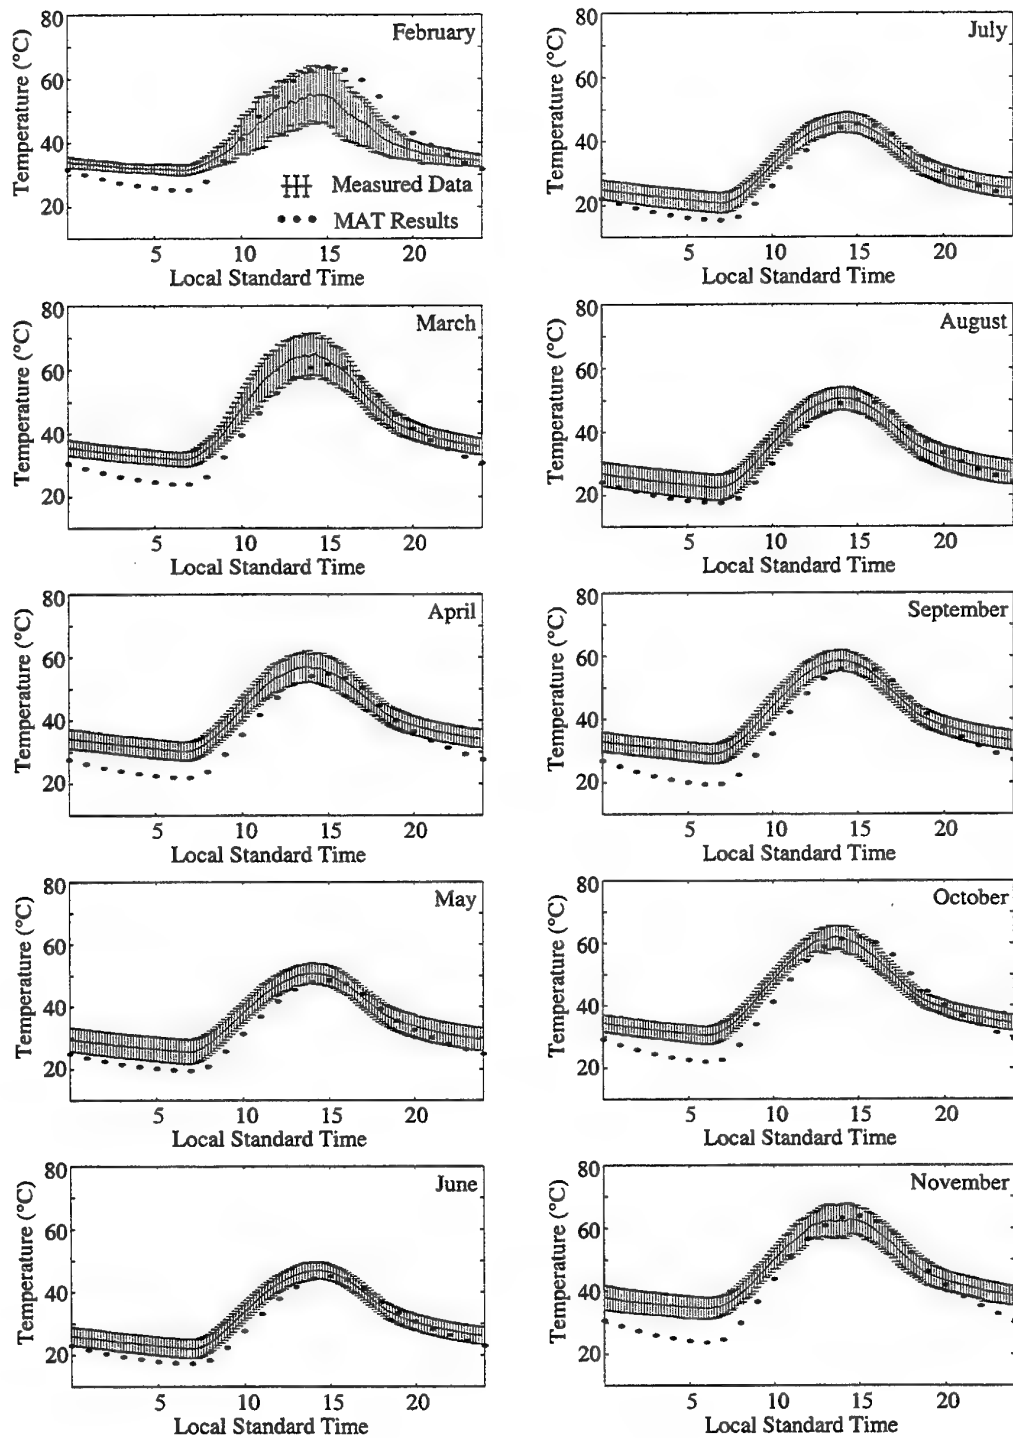 February
Temperature (°C)
80
60
40
20
Measured Data
MAT Results
5 10 15 20
Local Standard Time
March
Temperature (°C)
80
60
40
20
5 10 15 20
Local Standard Time
April
Temperature (°C)
80
60
40
20
5 10 15 20
Local Standard Time
May
Temperature (°C)
80
60
40
20
5 10 15 20
Local Standard Time
June
Temperature (°C)
80
60
40
20
5 10 15 20
Local Standard Time
July
Temperature (°C)
80
60
40
20
5 10 15 20
Local Standard Time
August
Temperature (°C)
80
60
40
20
5 10 15 20
Local Standard Time
September
Temperature (°C)
80
60
40
20
5 10 15 20
Local Standard Time
October
Temperature (°C)
80
60
40
20
5 10 15 20
Local Standard Time
November
Temperature (°C)
80
60
40
20
5 10 15 20
Local Standard Time